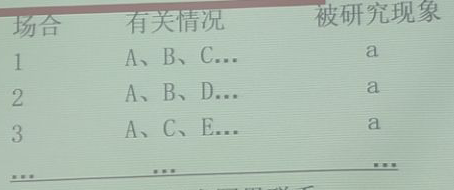 场合 有关情况 被研究现象
1 A、B、C… a
2 A、B、D… a
3 A、C、E… a
… … …